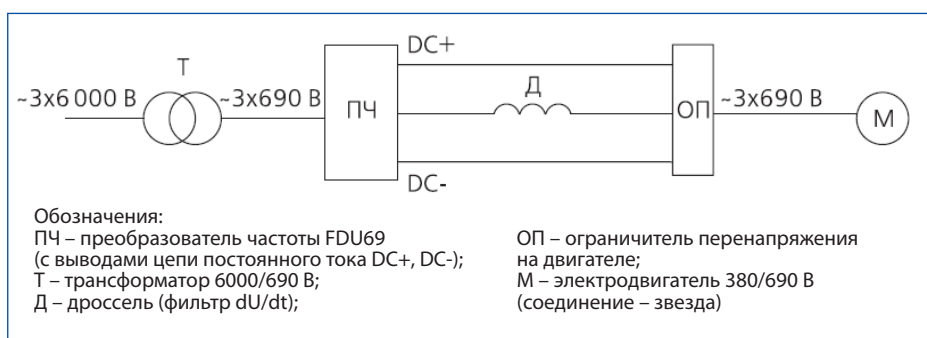 DC+
Т
~3x6 000 В
~3x690 В
ПЧ
Д
ОП
~3x690 В
М
DC-
Обозначения:
ПЧ – преобразователь частоты FDU69
(с выводами цепи постоянного тока DC+, DC-);
Т – трансформатор 6000/690 В;
Д – дроссель (фильтр dU/dt);
ОП – ограничитель перенапряжения
на двигателе;
М – электродвигатель 380/690 В
(соединение – звезда)